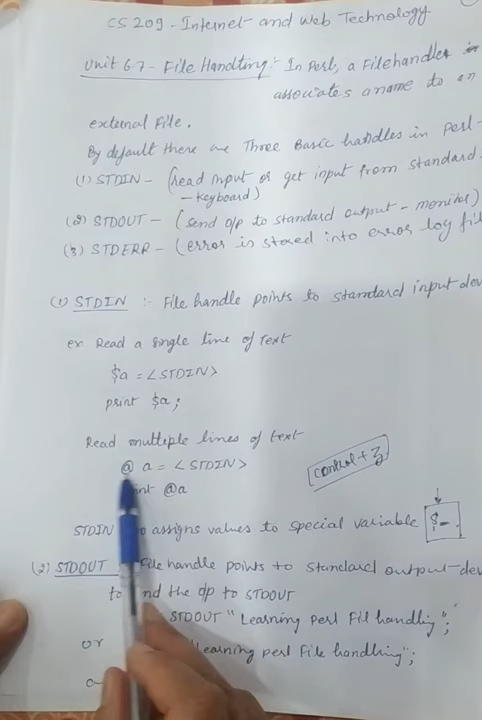 CS 209 - Internet and Web Technology
Unit 6.7 - File Handling :- In Perl, a Filehandle
associates a name to an
external File.
By default there are Three Basic handles in perl -
(1) STDIN - (head input or get input from standard
- keyboard)
(2) STDOUT - (send o/p to standard output - monitor)
(3) STDERR - (error is stored into error log fil
(1) STDIN :- File handle points to standard input dev
ex Read a single line of text
$a = <STDIN>
print $a;
Read multiple lines of text
@ a = <STDIN>
int @a
control + z
STDIN assigns values to special variable $-.
(2) STDOUT File handle points to standard output-dev
to nd the o/p to STDOUT
STDOUT "Learning perl Fil handling";
or Learning perl File handling";